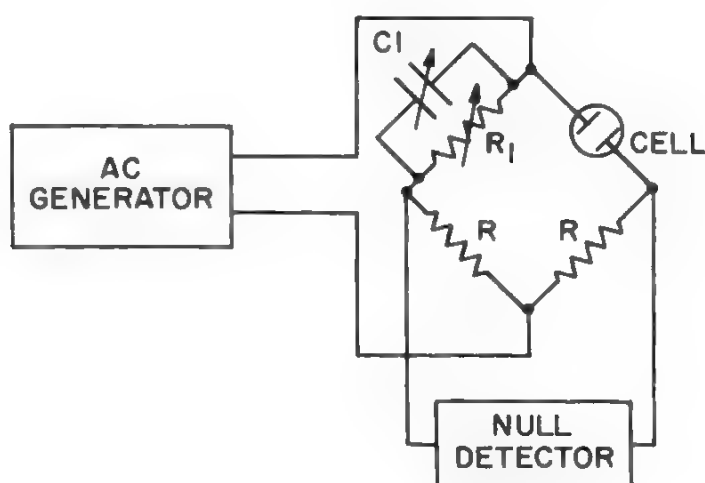 C1
R1
CELL
AC
GENERATOR
R
R
NULL
DETECTOR